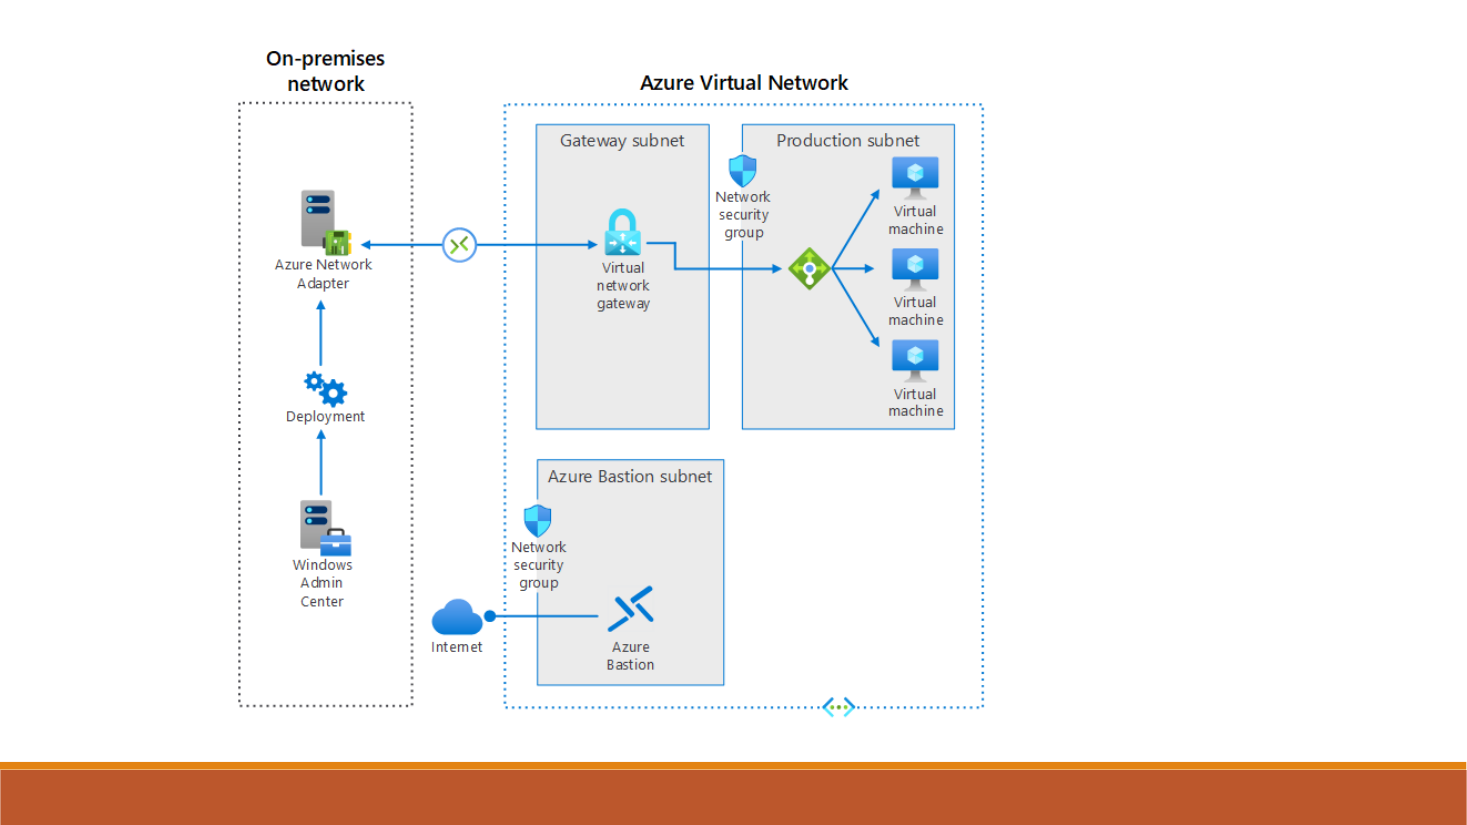 On-premises
network
Azure Virtual Network
Gateway subnet
Production subnet
Network
security
group
Virtual
machine
Azure Network
Adapter
Virtual
network
gateway
Virtual
machine
Virtual
machine
Deployment
Azure Bastion subnet
Network
security
group
Windows
Admin
Center
Internet
Azure
Bastion